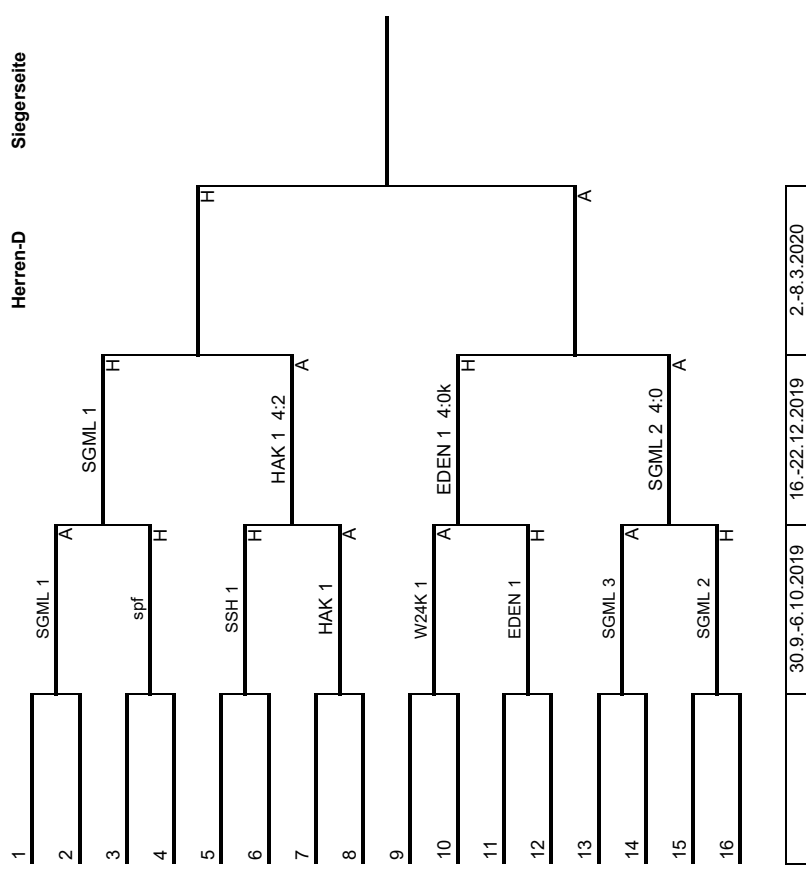 Herren-D
Siegerseite
1
2
3
4
5
6
7
8
9
10
11
12
13
14
15
16
SGML 1
A
spf
H
SSH 1
H
HAK 1
A
W24K 1
A
EDEN 1
H
SGML 3
A
SGML 2
H
SGML 1
H
HAK 1 4:2
A
EDEN 1 4:0k
H
SGML 2 4:0
A
H
A
30.9.-6.10.2019
16.-22.12.2019
2.-8.3.2020